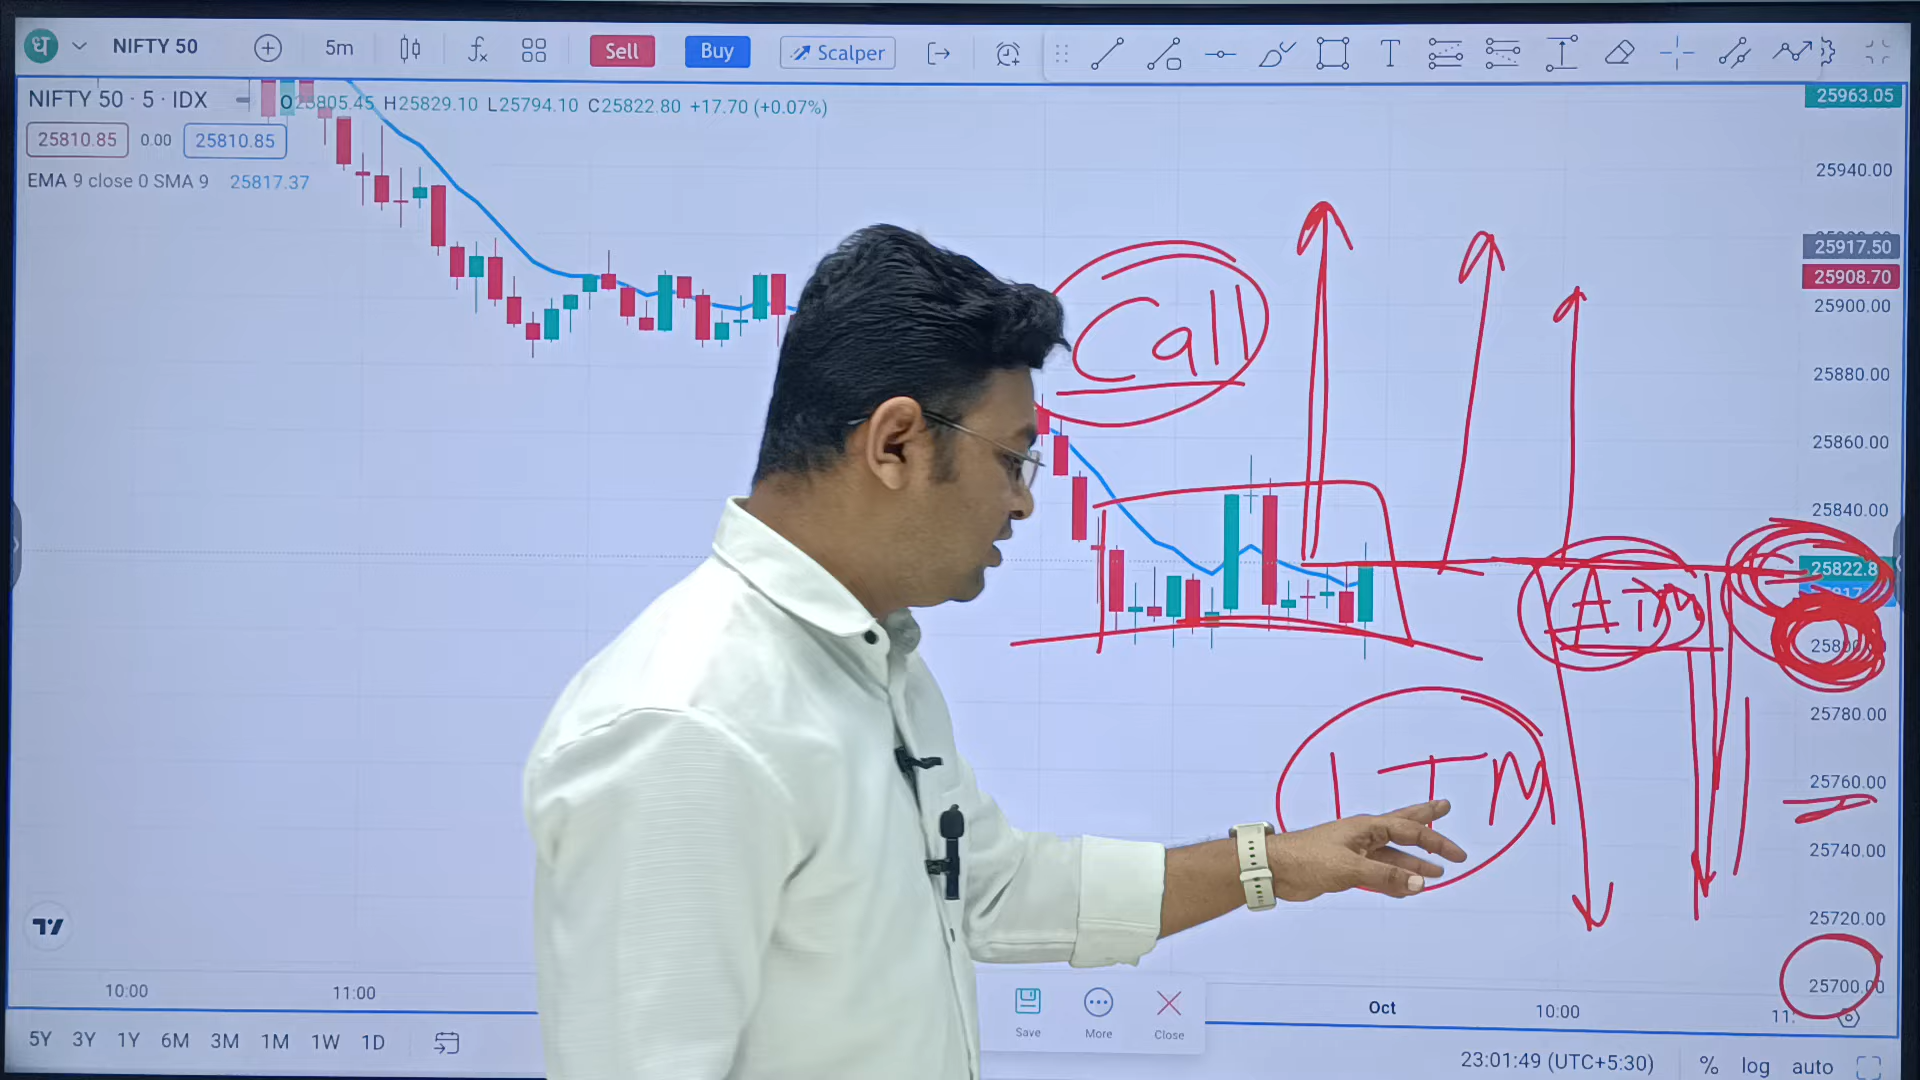 ध NIFTY 50 5m fx Sell Buy Scalper T
NIFTY 50 · 5 · IDX O25805.45 H25829.10 L25794.10 C25822.80 +17.70 (+0.07%)
25810.85 0.00 25810.85
EMA 9 close 0 SMA 9 25817.37
25963.05
25940.00
25917.50
25908.70
25900.00
25880.00
25860.00
25840.00
25822.8
25780.00
25760.00
25740.00
25720.00
25700.00
Call
ATM
ITM
10:00 11:00 Oct 10:00 11:
Save More Close
5Y 3Y 1Y 6M 3M 1M 1W 1D
23:01:49 (UTC+5:30) % log auto